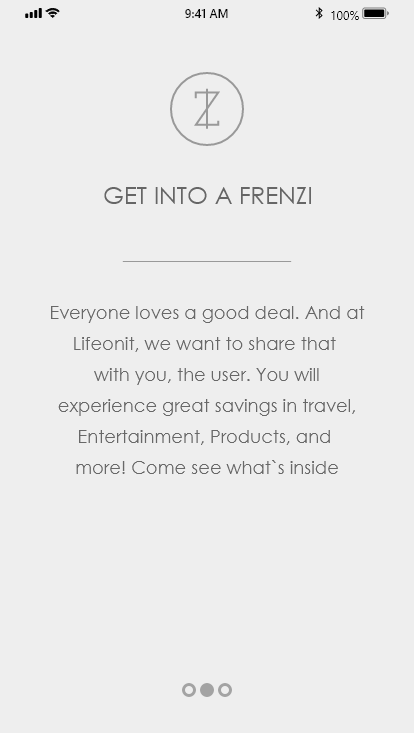 9:41 AM
100%
Z
GET INTO A FRENZI
Everyone loves a good deal. And at
Lifeonit, we want to share that
with you, the user. You will
experience great savings in travel,
Entertainment, Products, and
more! Come see what`s inside